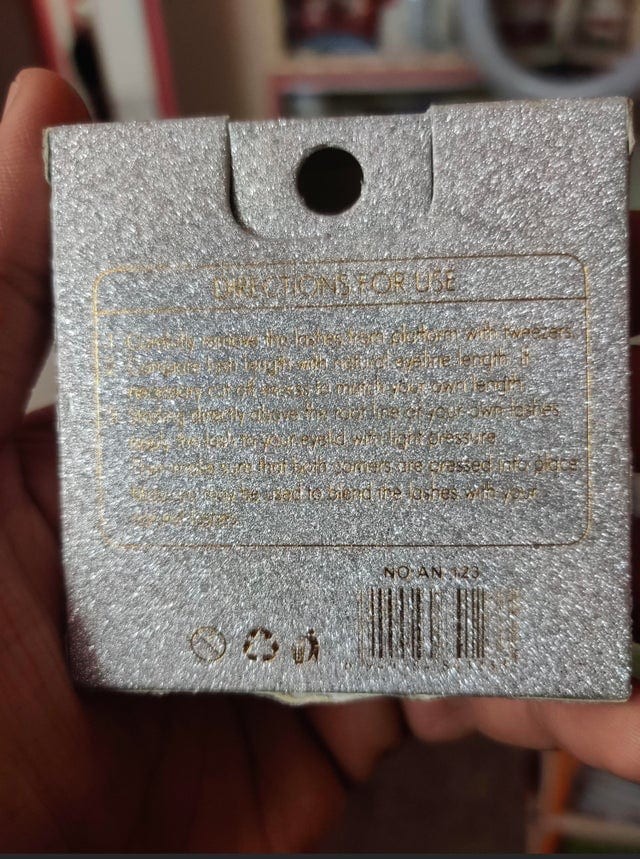 DIRECTIONS FOR USE
1. Carefully remove the lashes from platform with tweezers.
2. Compare lash length with natural eyeline length. If
necessary cut off excess to match your own length.
directly above the root line of your own lashes
to your eyelid with light pressure
make sure that both corners are pressed into place
may be used to blend the lashes with your
NO:AN 123